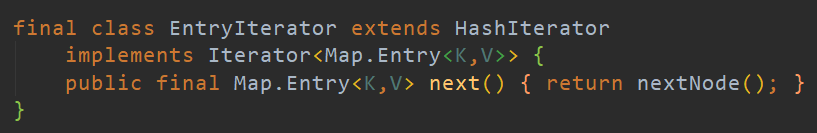 final class EntryIterator extends HashIterator
    implements Iterator<Map.Entry<K,V>> {
    public final Map.Entry<K,V> next() { return nextNode(); }
}